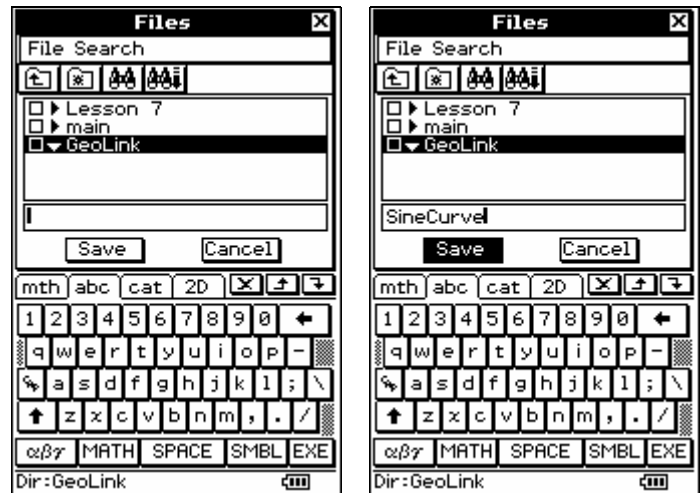 Files
File Search
Lesson 7
main
GeoLink
Save Cancel
mth abc cat 2D
1 2 3 4 5 6 7 8 9 0
q w e r t y u i o p -
a s d f g h j k l ; \
z x c v b n m , . /
αβγ MATH SPACE SMBL EXE
Dir:GeoLink
Files
File Search
Lesson 7
main
GeoLink
SineCurve
Save Cancel
mth abc cat 2D
1 2 3 4 5 6 7 8 9 0
q w e r t y u i o p -
a s d f g h j k l ; \
z x c v b n m , . /
αβγ MATH SPACE SMBL EXE
Dir:GeoLink